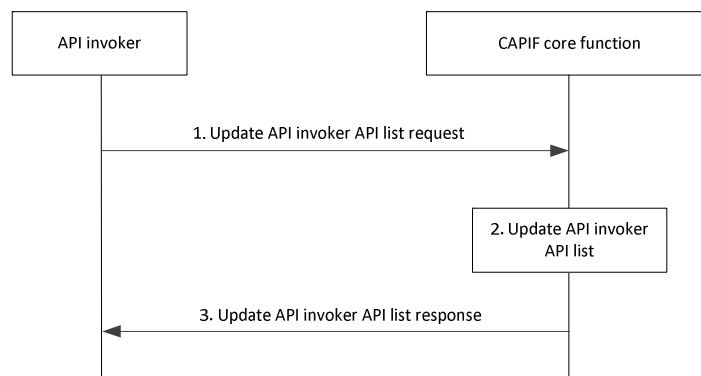 API invoker
CAPIF core function
1. Update API invoker API list request
2. Update API invoker
API list
3. Update API invoker API list response